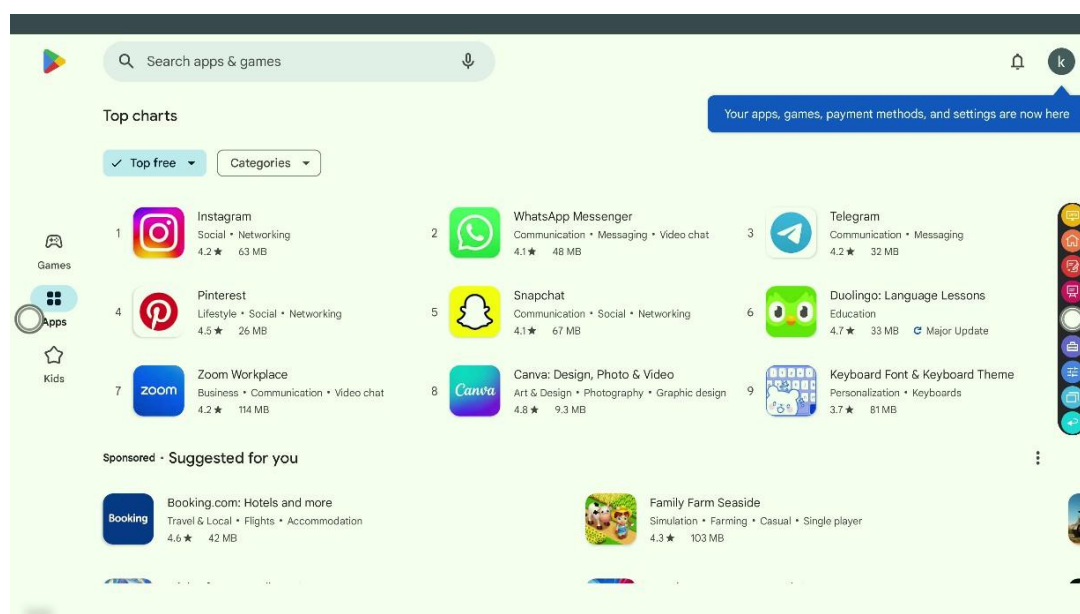 Search apps & games
k
Your apps, games, payment methods, and settings are now here
Top charts
Top free
Categories
Games
Apps
Kids
1
Instagram
Social • Networking
4.2★ 63 MB
2
WhatsApp Messenger
Communication • Messaging • Video chat
4.1★ 48 MB
3
Telegram
Communication • Messaging
4.2★ 32 MB
4
Pinterest
Lifestyle • Social • Networking
4.5★ 26 MB
5
Snapchat
Communication • Social • Networking
4.1★ 67 MB
6
Duolingo: Language Lessons
Education
4.7★ 33 MB Major Update
7
zoom
Zoom Workplace
Business • Communication • Video chat
4.2★ 114 MB
8
Canva
Canva: Design, Photo & Video
Art & Design • Photography • Graphic design
4.8★ 9.3 MB
9
Keyboard Font & Keyboard Theme
Personalization • Keyboards
3.7★ 81 MB
Sponsored · Suggested for you
Booking
Booking.com: Hotels and more
Travel & Local • Flights • Accommodation
4.6★ 42 MB
Family Farm Seaside
Simulation • Farming • Casual • Single player
4.3★ 103 MB